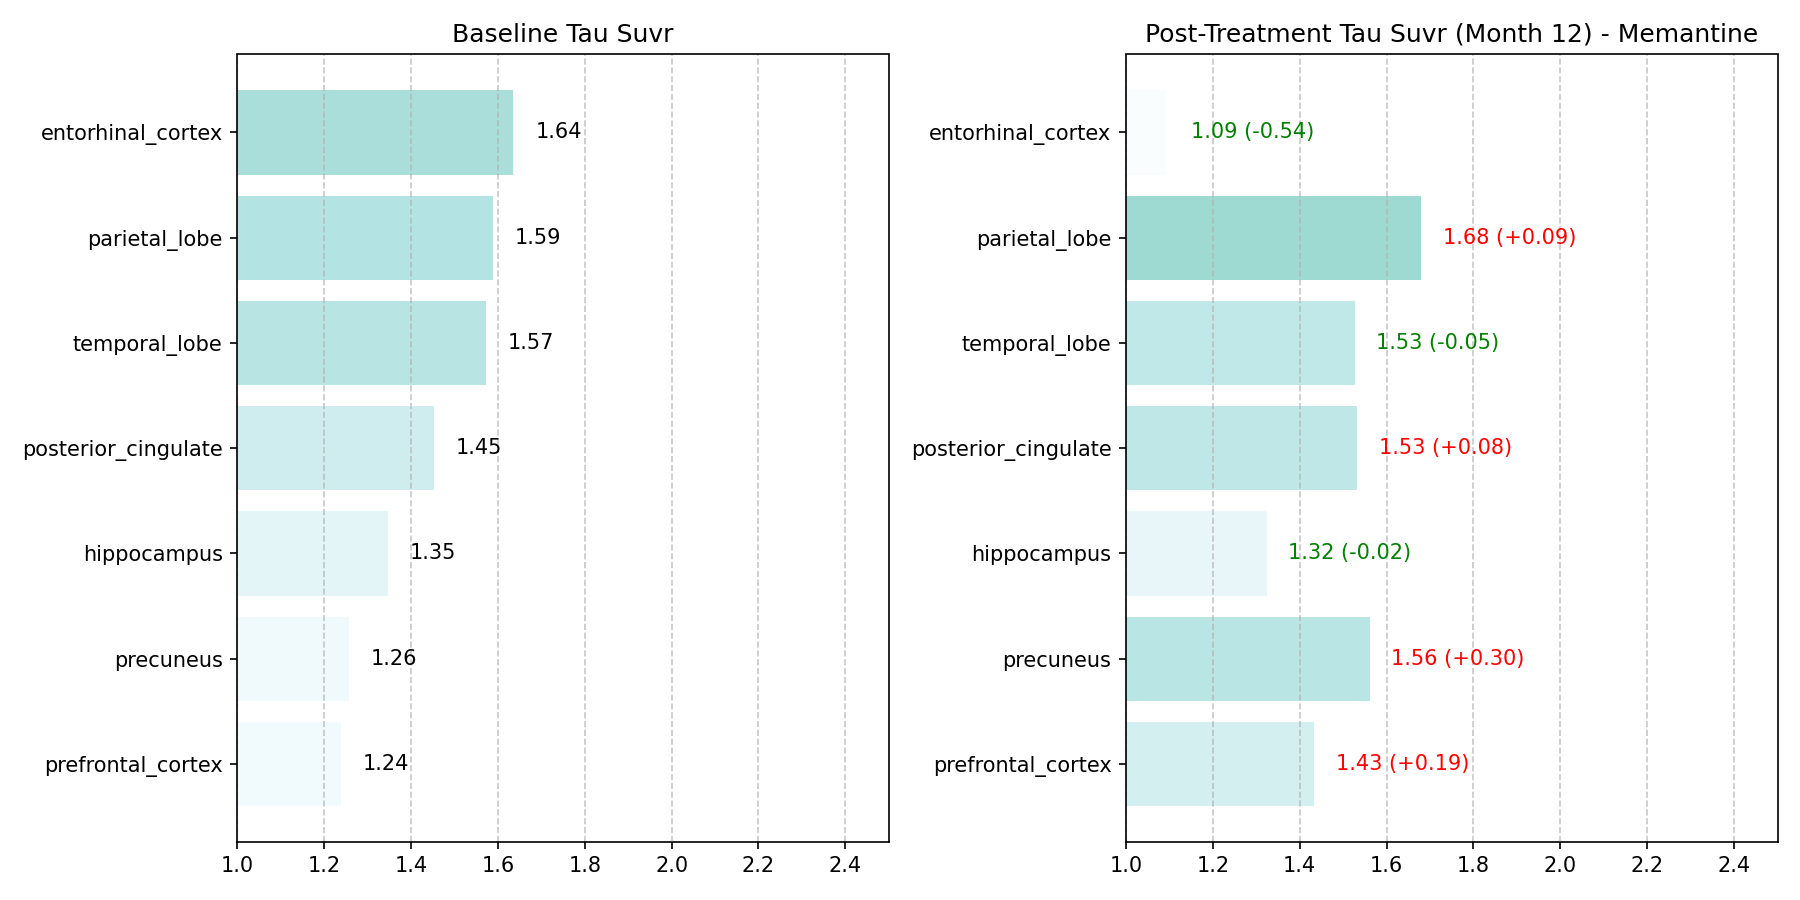 Baseline Tau Suvr
entorhinal_cortex
1.64
parietal_lobe
1.59
temporal_lobe
1.57
posterior_cingulate
1.45
hippocampus
1.35
precuneus
1.26
prefrontal_cortex
1.24
1.0 1.2 1.4 1.6 1.8 2.0 2.2 2.4
Post-Treatment Tau Suvr (Month 12) - Memantine
entorhinal_cortex
1.09 (-0.54)
parietal_lobe
1.68 (+0.09)
temporal_lobe
1.53 (-0.05)
posterior_cingulate
1.53 (+0.08)
hippocampus
1.32 (-0.02)
precuneus
1.56 (+0.30)
prefrontal_cortex
1.43 (+0.19)
1.0 1.2 1.4 1.6 1.8 2.0 2.2 2.4